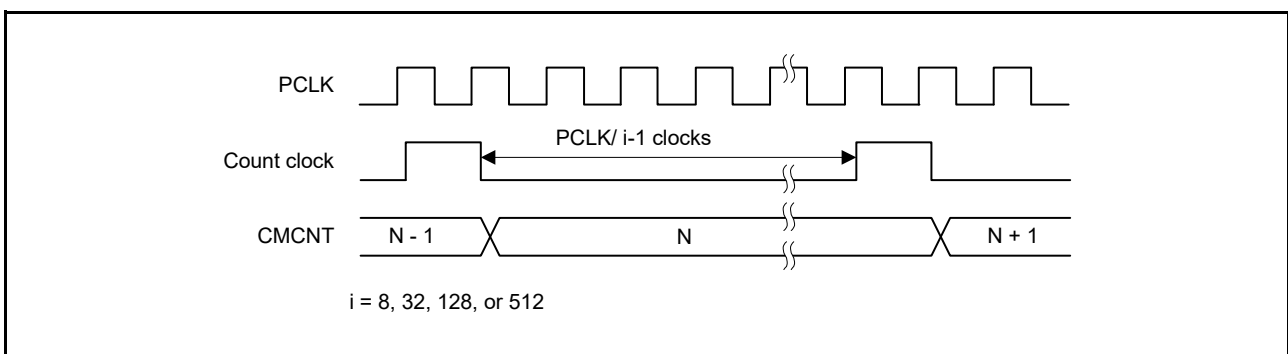 PCLK
PCLK/ i-1 clocks
Count clock
CMCNT
N - 1
N
N + 1
i = 8, 32, 128, or 512